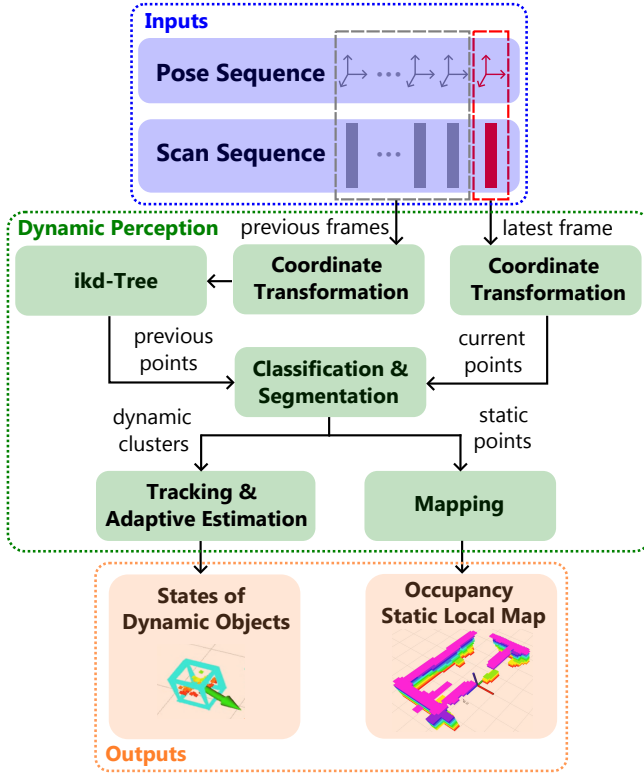 Inputs
Pose Sequence
Scan Sequence
Dynamic Perception
previous frames
latest frame
ikd-Tree
Coordinate
Transformation
Coordinate
Transformation
previous
points
current
points
Classification &
Segmentation
dynamic
clusters
static
points
Tracking &
Adaptive Estimation
Mapping
States of
Dynamic Objects
Occupancy
Static Local Map
Outputs